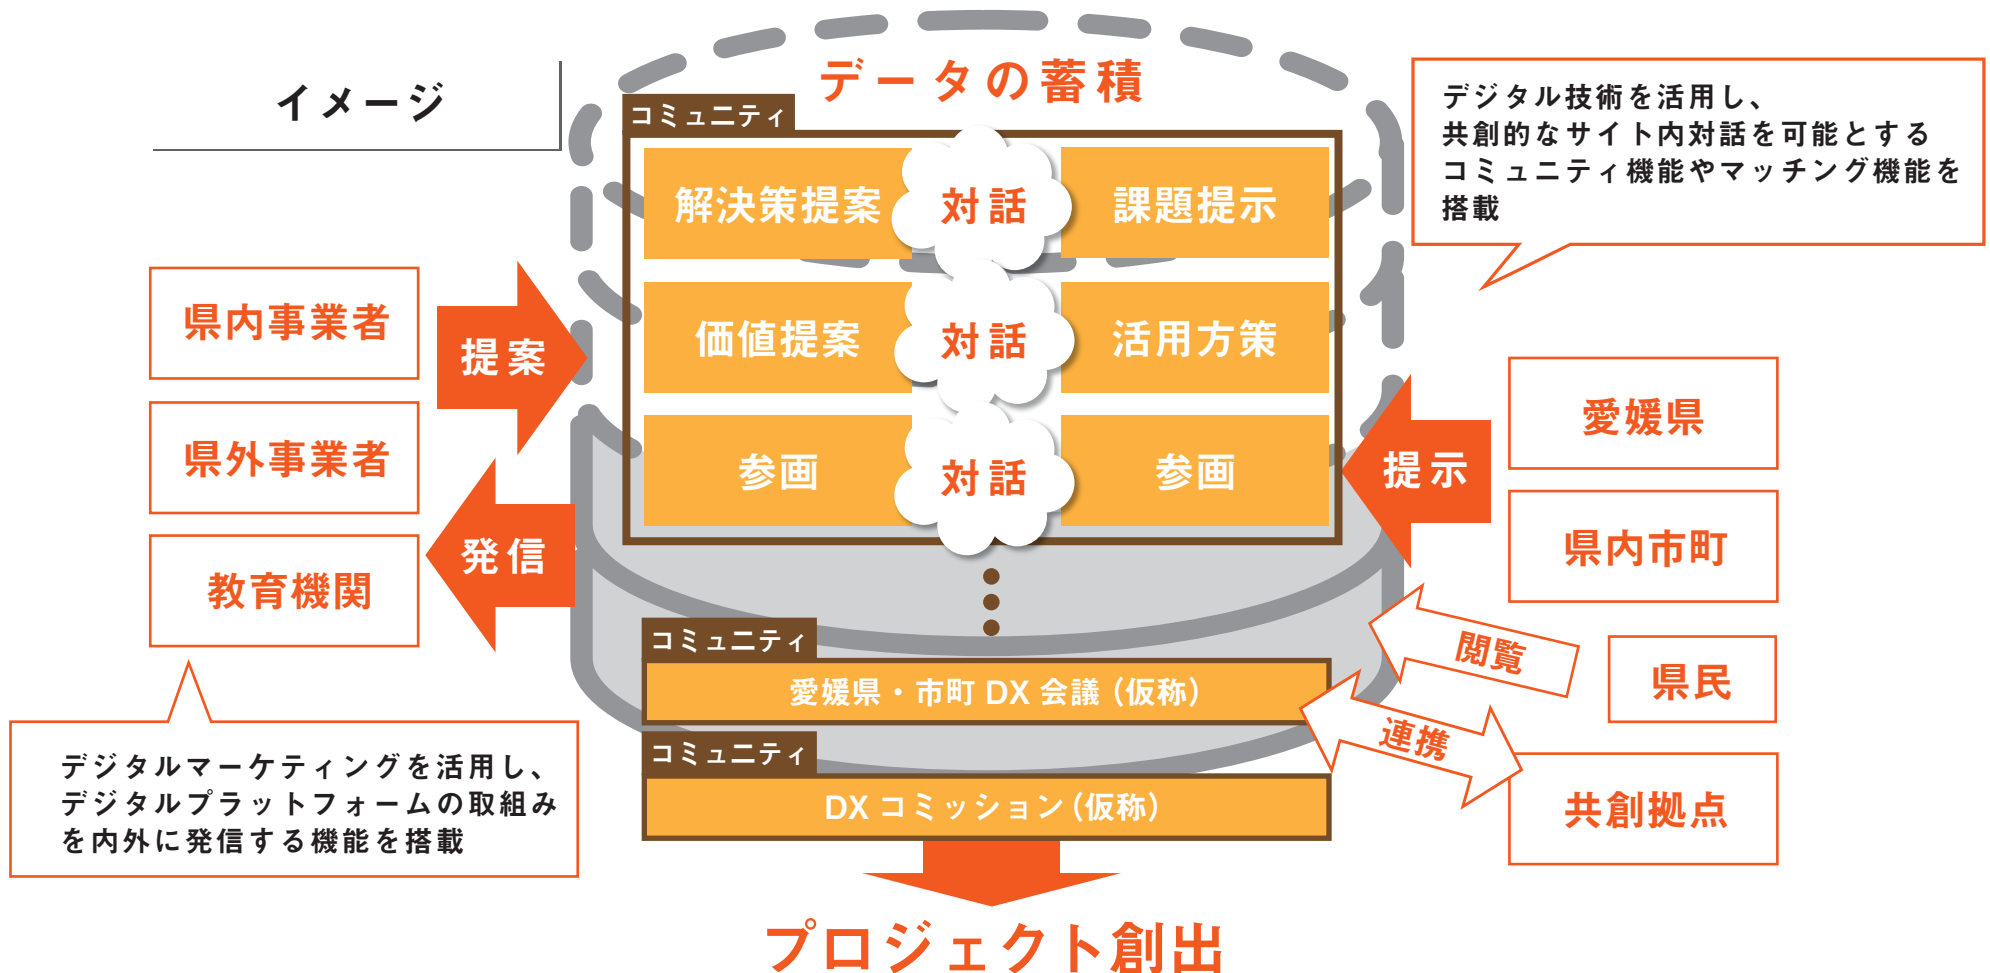 イメージ
データの蓄積
コミュニティ
解決策提案
対話
課題提示
価値提案
対話
活用方策
参画
対話
参画
デジタル技術を活用し、
共創的なサイト内対話を可能とする
コミュニティ機能やマッチング機能を
搭載
県内事業者
県外事業者
教育機関
提案
発信
提示
愛媛県
県内市町
閲覧
県民
連携
共創拠点
コミュニティ
愛媛県・市町 DX 会議（仮称）
コミュニティ
DX コミッション（仮称）
デジタルマーケティングを活用し、
デジタルプラットフォームの取組み
を内外に発信する機能を搭載
プロジェクト創出